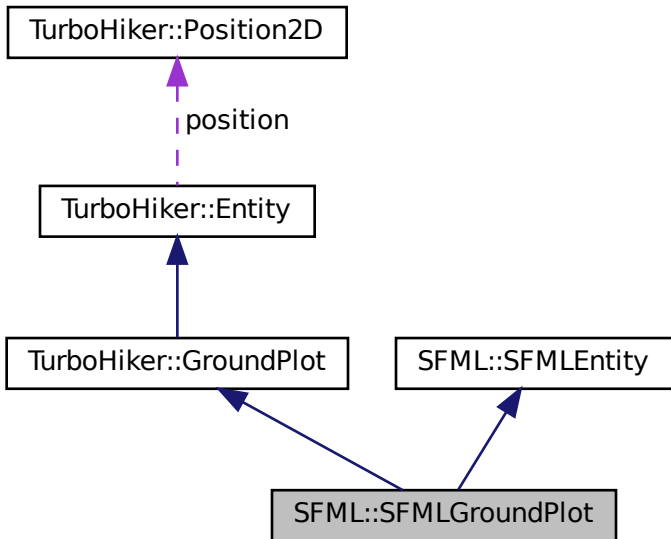 TurboHiker::Position2D
position
TurboHiker::Entity
TurboHiker::GroundPlot
SFML::SFMLEntity
SFML::SFMLGroundPlot